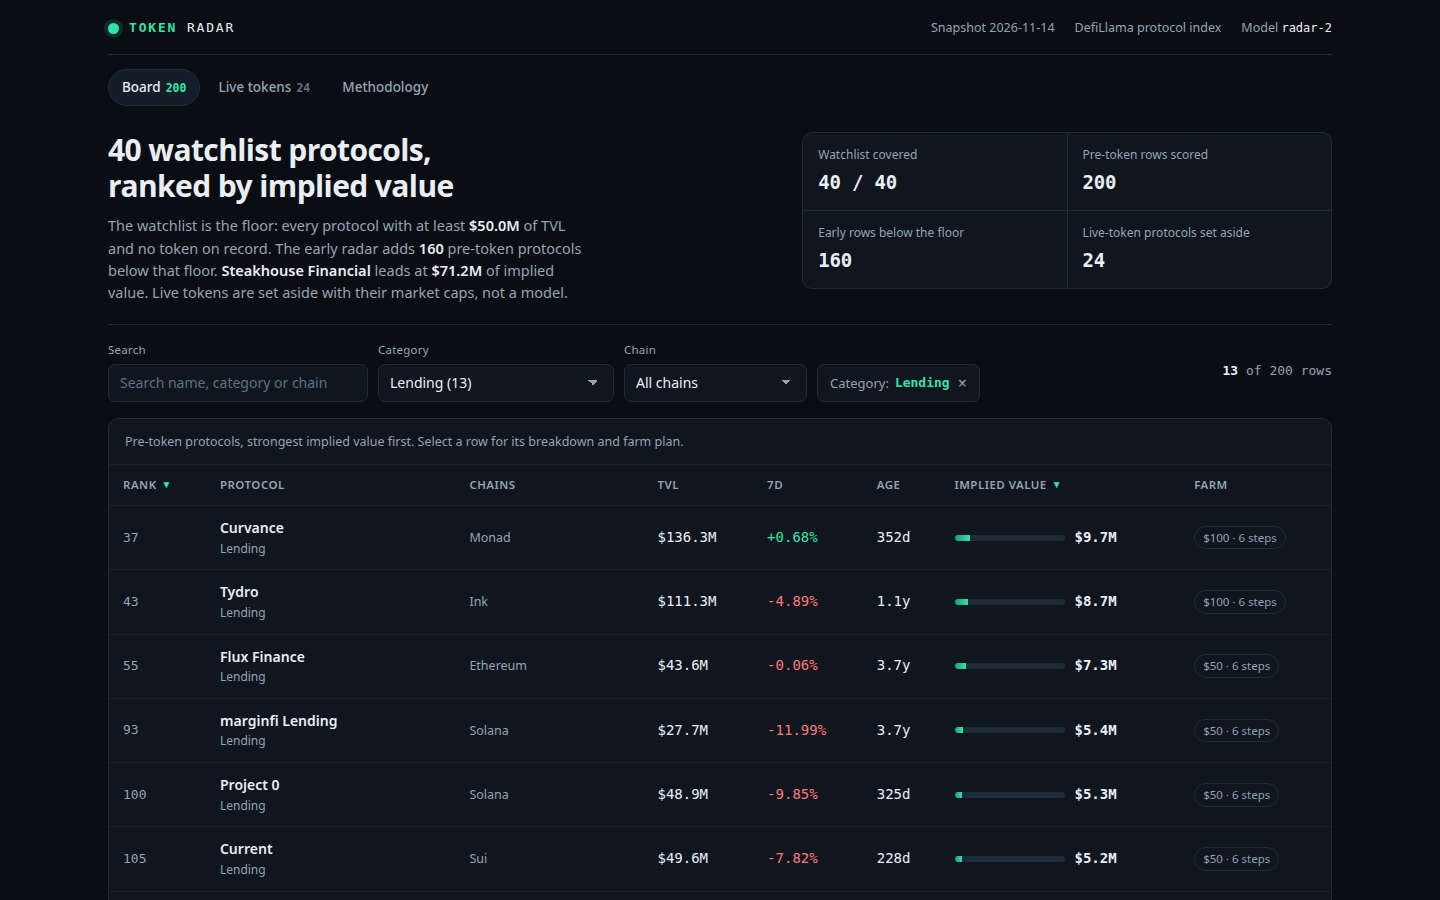 TOKEN RADAR
Snapshot 2026-11-14 DefiLlama protocol index Model radar-2
Board 200 Live tokens 24 Methodology
40 watchlist protocols,
ranked by implied value
The watchlist is the floor: every protocol with at least $50.0M of TVL
and no token on record. The early radar adds 160 pre-token protocols
below that floor. Steakhouse Financial leads at $71.2M of implied
value. Live tokens are set aside with their market caps, not a model.
Watchlist covered
40 / 40
Pre-token rows scored
200
Early rows below the floor
160
Live-token protocols set aside
24
Search Category Chain
Search name, category or chain Lending (13) All chains Category: Lending ×
13 of 200 rows
Pre-token protocols, strongest implied value first. Select a row for its breakdown and farm plan.
RANK ▼ PROTOCOL CHAINS TVL 7D AGE IMPLIED VALUE ▼ FARM
37 Curvance Monad $136.3M +0.68% 352d $9.7M $100 · 6 steps
Lending
43 Tydro Ink $111.3M -4.89% 1.1y $8.7M $100 · 6 steps
Lending
55 Flux Finance Ethereum $43.6M -0.06% 3.7y $7.3M $50 · 6 steps
Lending
93 marginfi Lending Solana $27.7M -11.99% 3.7y $5.4M $50 · 6 steps
Lending
100 Project 0 Solana $48.9M -9.85% 325d $5.3M $50 · 6 steps
Lending
105 Current Sui $49.6M -7.82% 228d $5.2M $50 · 6 steps
Lending